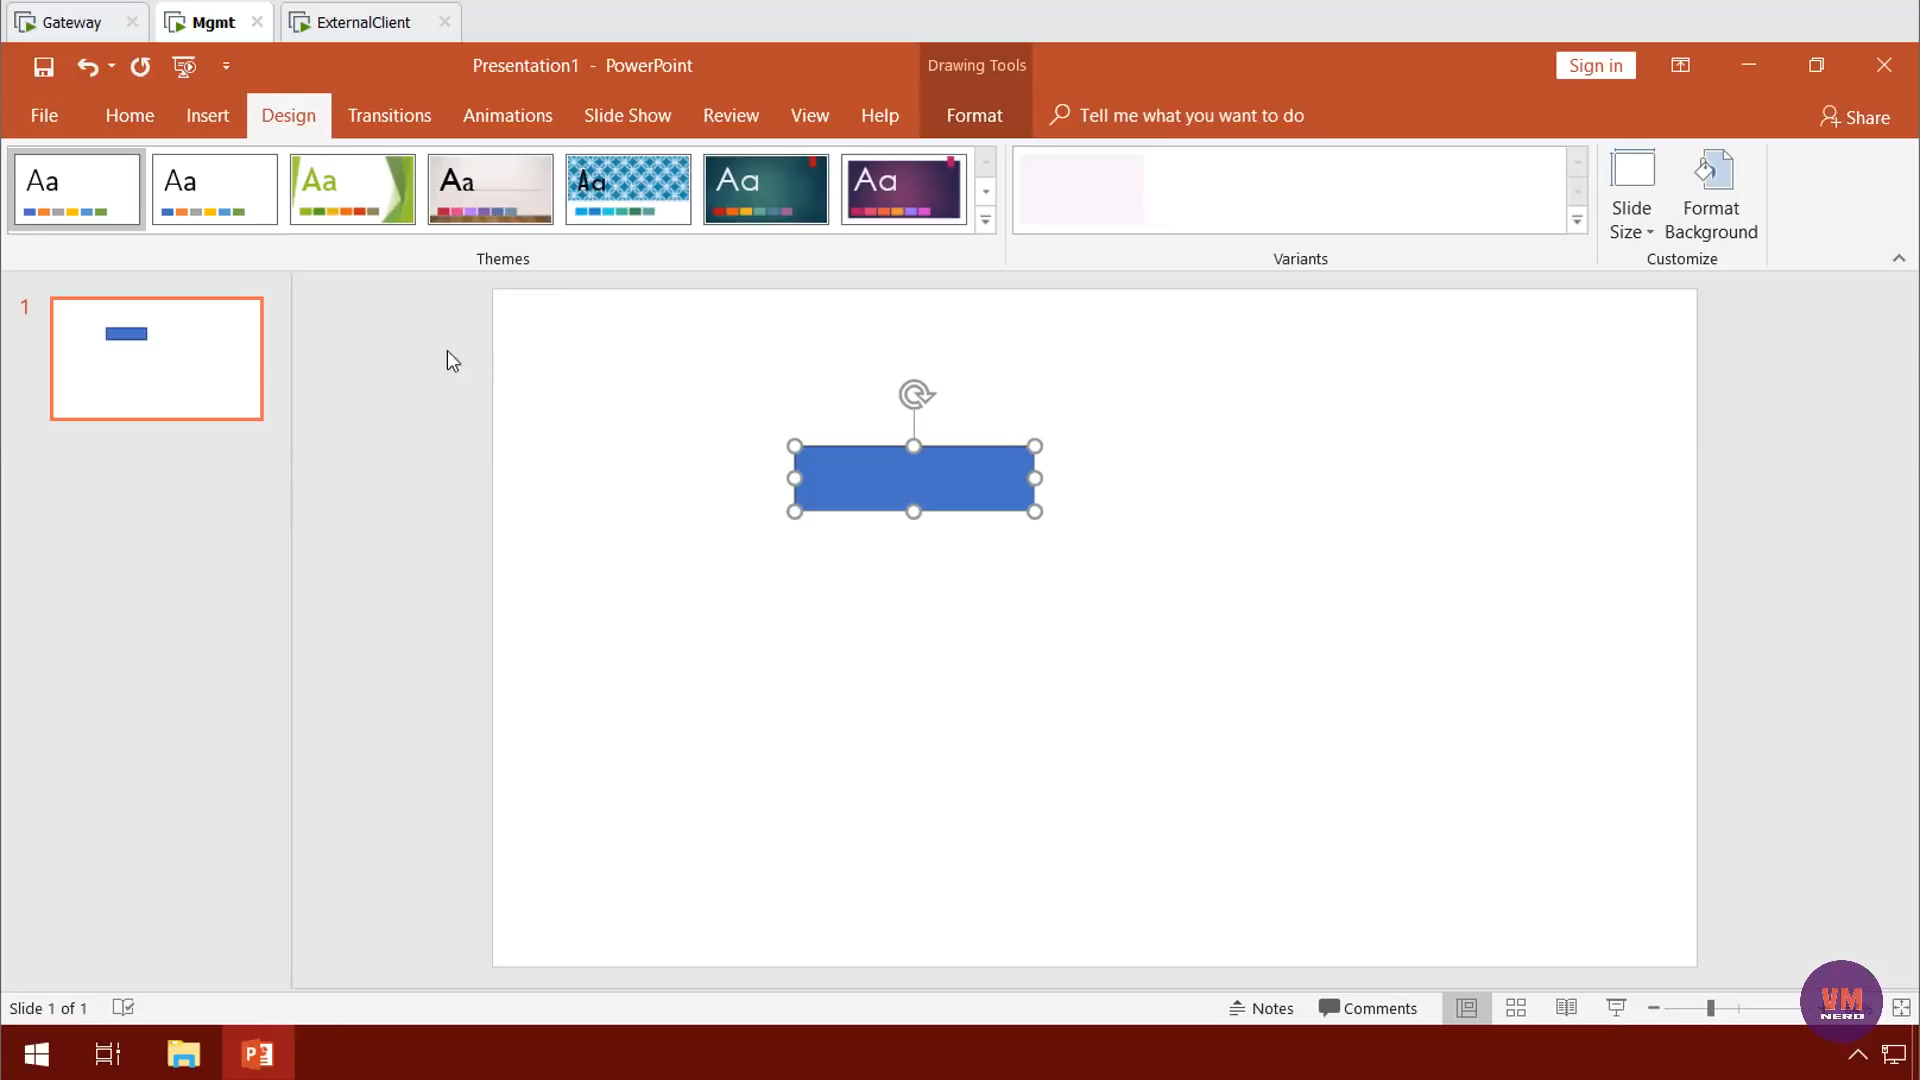 Gateway
Mgmt
ExternalClient
Presentation1 - PowerPoint
Drawing Tools
Sign in
File
Home
Insert
Design
Transitions
Animations
Slide Show
Review
View
Help
Format
Tell me what you want to do
Share
Aa
Aa
Aa
Aa
Aa
Aa
Aa
Slide
Size
Format
Background
Themes
Variants
Customize
1
Slide 1 of 1
Notes
Comments
VM
NERD